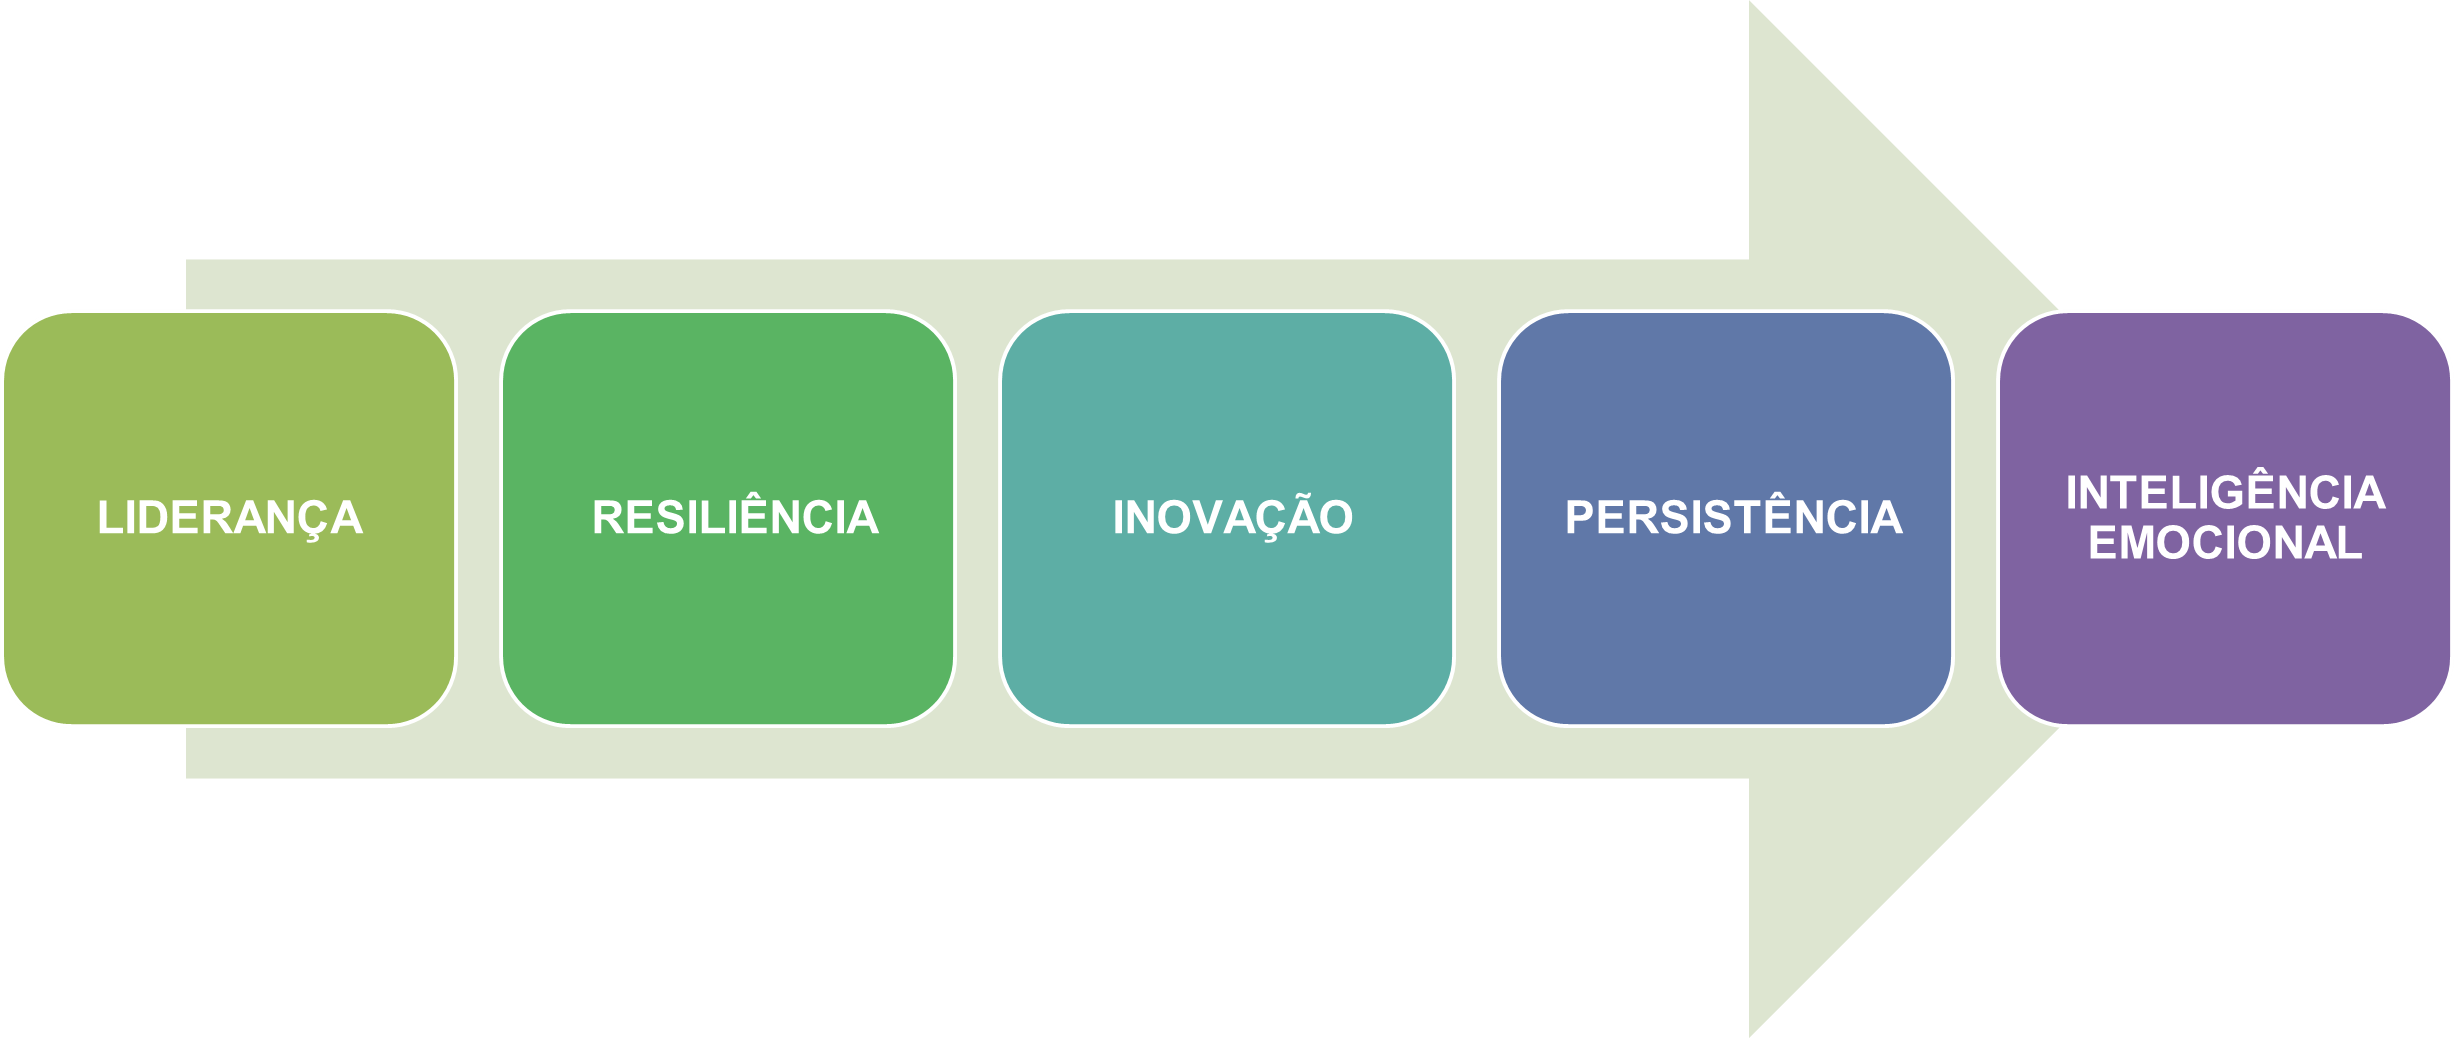 LIDERANÇA
RESILIÊNCIA
INOVAÇÃO
PERSISTÊNCIA
INTELIGÊNCIA
EMOCIONAL